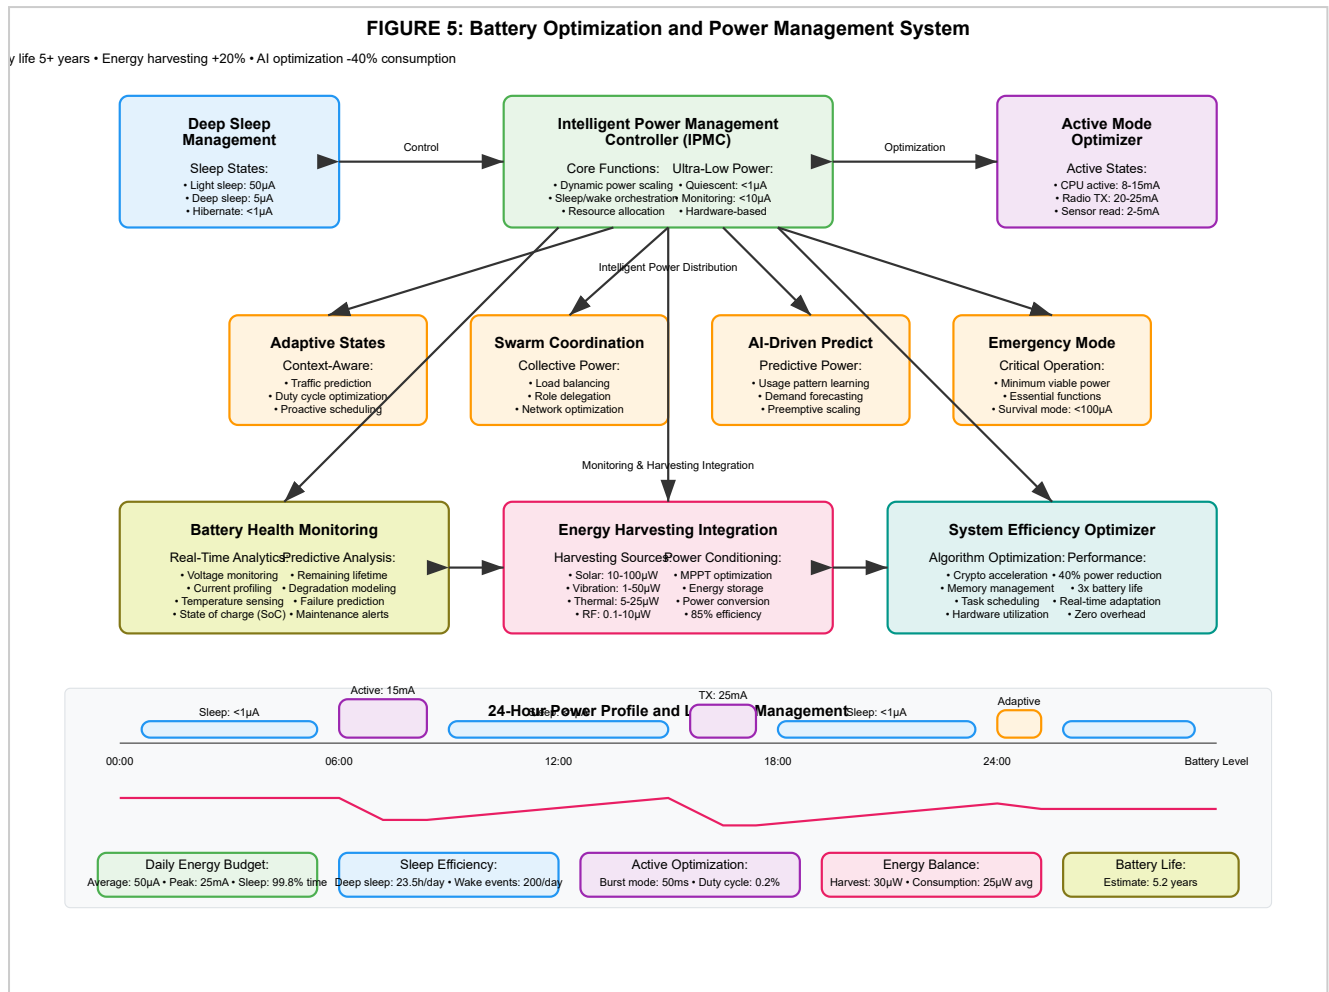 FIGURE 5: Battery Optimization and Power Management System
y life 5+ years • Energy harvesting +20% • AI optimization -40% consumption
Deep Sleep
Management
Sleep States:
• Light sleep: 50µA
• Deep sleep: 5µA
• Hibernate: <1µA
Control
Intelligent Power Management
Controller (IPMC)
Core Functions:
• Dynamic power scaling
• Sleep/wake orchestration
• Resource allocation
Ultra-Low Power:
• Quiescent: <1µA
• Monitoring: <10µA
• Hardware-based
Optimization
Active Mode
Optimizer
Active States:
• CPU active: 8-15mA
• Radio TX: 20-25mA
• Sensor read: 2-5mA
Intelligent Power Distribution
Adaptive States
Context-Aware:
• Traffic prediction
• Duty cycle optimization
• Proactive scheduling
Swarm Coordination
Collective Power:
• Load balancing
• Role delegation
• Network optimization
AI-Driven Predict
Predictive Power:
• Usage pattern learning
• Demand forecasting
• Preemptive scaling
Emergency Mode
Critical Operation:
• Minimum viable power
• Essential functions
• Survival mode: <100µA
Monitoring & Harvesting Integration
Battery Health Monitoring
Real-Time Analytics:
• Voltage monitoring
• Current profiling
• Temperature sensing
• State of charge (SoC)
Predictive Analysis:
• Remaining lifetime
• Degradation modeling
• Failure prediction
• Maintenance alerts
Energy Harvesting Integration
Harvesting Sources:
• Solar: 10-100µW
• Vibration: 1-50µW
• Thermal: 5-25µW
• RF: 0.1-10µW
Power Conditioning:
• MPPT optimization
• Energy storage
• Power conversion
• 85% efficiency
System Efficiency Optimizer
Algorithm Optimization:
• Crypto acceleration
• Memory management
• Task scheduling
• Hardware utilization
Performance:
• 40% power reduction
• 3x battery life
• Real-time adaptation
• Zero overhead
24-Hour Power Profile and L Management
Sleep: <1µA
Active: 15mA
TX: 25mA
Sleep: <1µA
Adaptive
00:00
06:00
12:00
18:00
24:00
Battery Level
Daily Energy Budget:
Average: 50µA • Peak: 25mA • Sleep: 99.8% time
Sleep Efficiency:
Deep sleep: 23.5h/day • Wake events: 200/day
Active Optimization:
Burst mode: 50ms • Duty cycle: 0.2%
Energy Balance:
Harvest: 30µW • Consumption: 25µW avg
Battery Life:
Estimate: 5.2 years